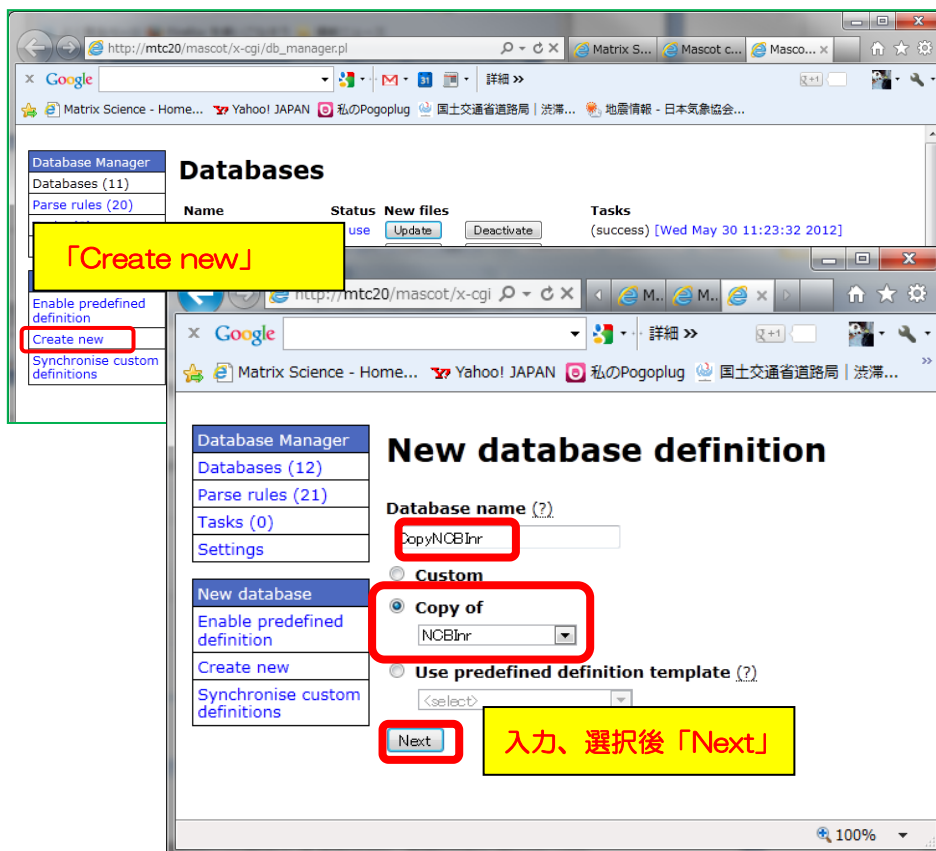 http://mtc20/mascot/x-cgi/db_manager.pl
Matrix S...
Mascot c...
Masco...
Google
詳細 »
Matrix Science - Home...
Yahoo! JAPAN
私のPogoplug
国土交通省道路局 | 渋滞...
地震情報 - 日本気象協会...
Database Manager
Databases (11)
Parse rules (20)
Databases
Name Status New files Tasks
use Update Deactivate (success) [Wed May 30 11:23:32 2012]
「Create new」
Enable predefined
definition
Create new
Synchronise custom
definitions
http://mtc20/mascot/x-cgi
M..
M..
Google
詳細 »
Matrix Science - Home...
Yahoo! JAPAN
私のPogoplug
国土交通省道路局 | 渋滞...
Database Manager
Databases (12)
Parse rules (21)
Tasks (0)
Settings
New database
Enable predefined
definition
Create new
Synchronise custom
definitions
New database definition
Database name (?)
CopyNCBInr
Custom
Copy of
NCBInr
Use predefined definition template (?)
<select>
Next
入力、選択後「Next」
100%